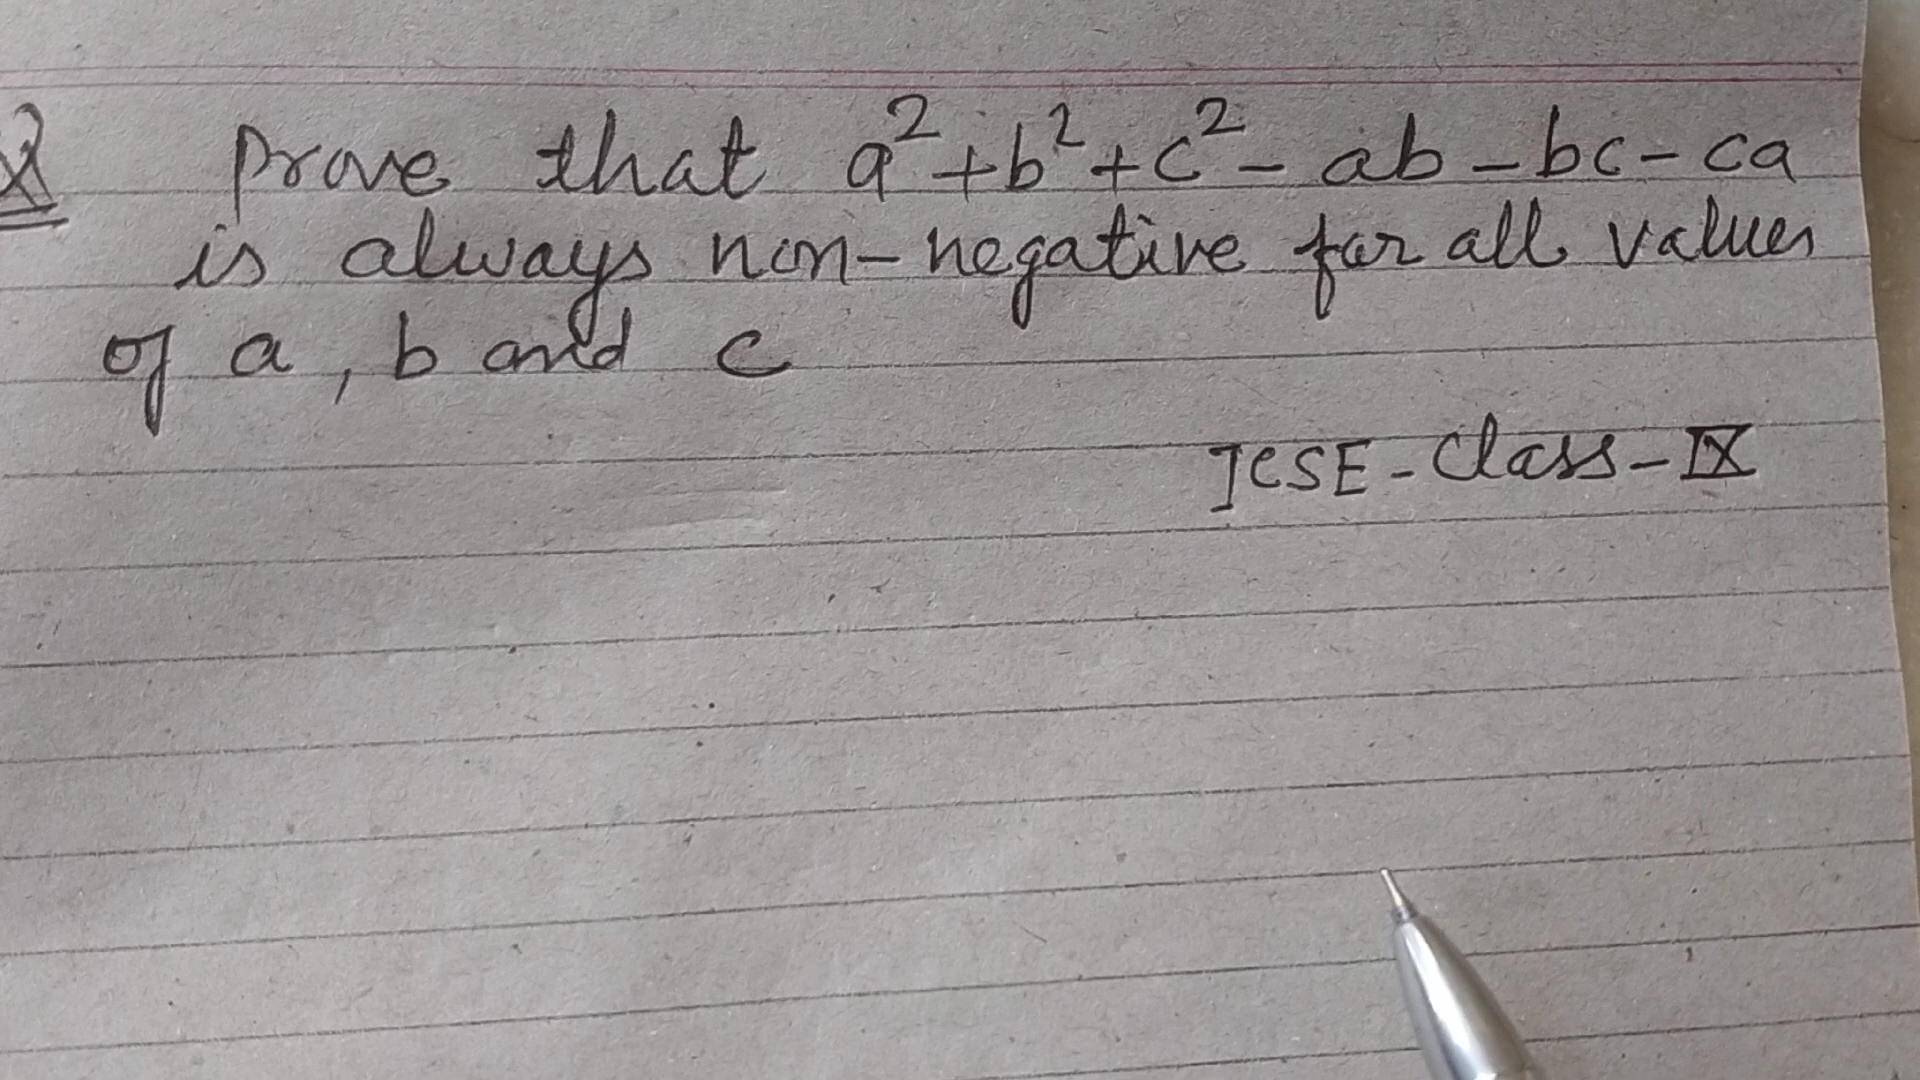 Q Prove that a²+b²+c²-ab-bc-ca
is always non-negative for all values
of a, b and c
ICSE-Class-IX